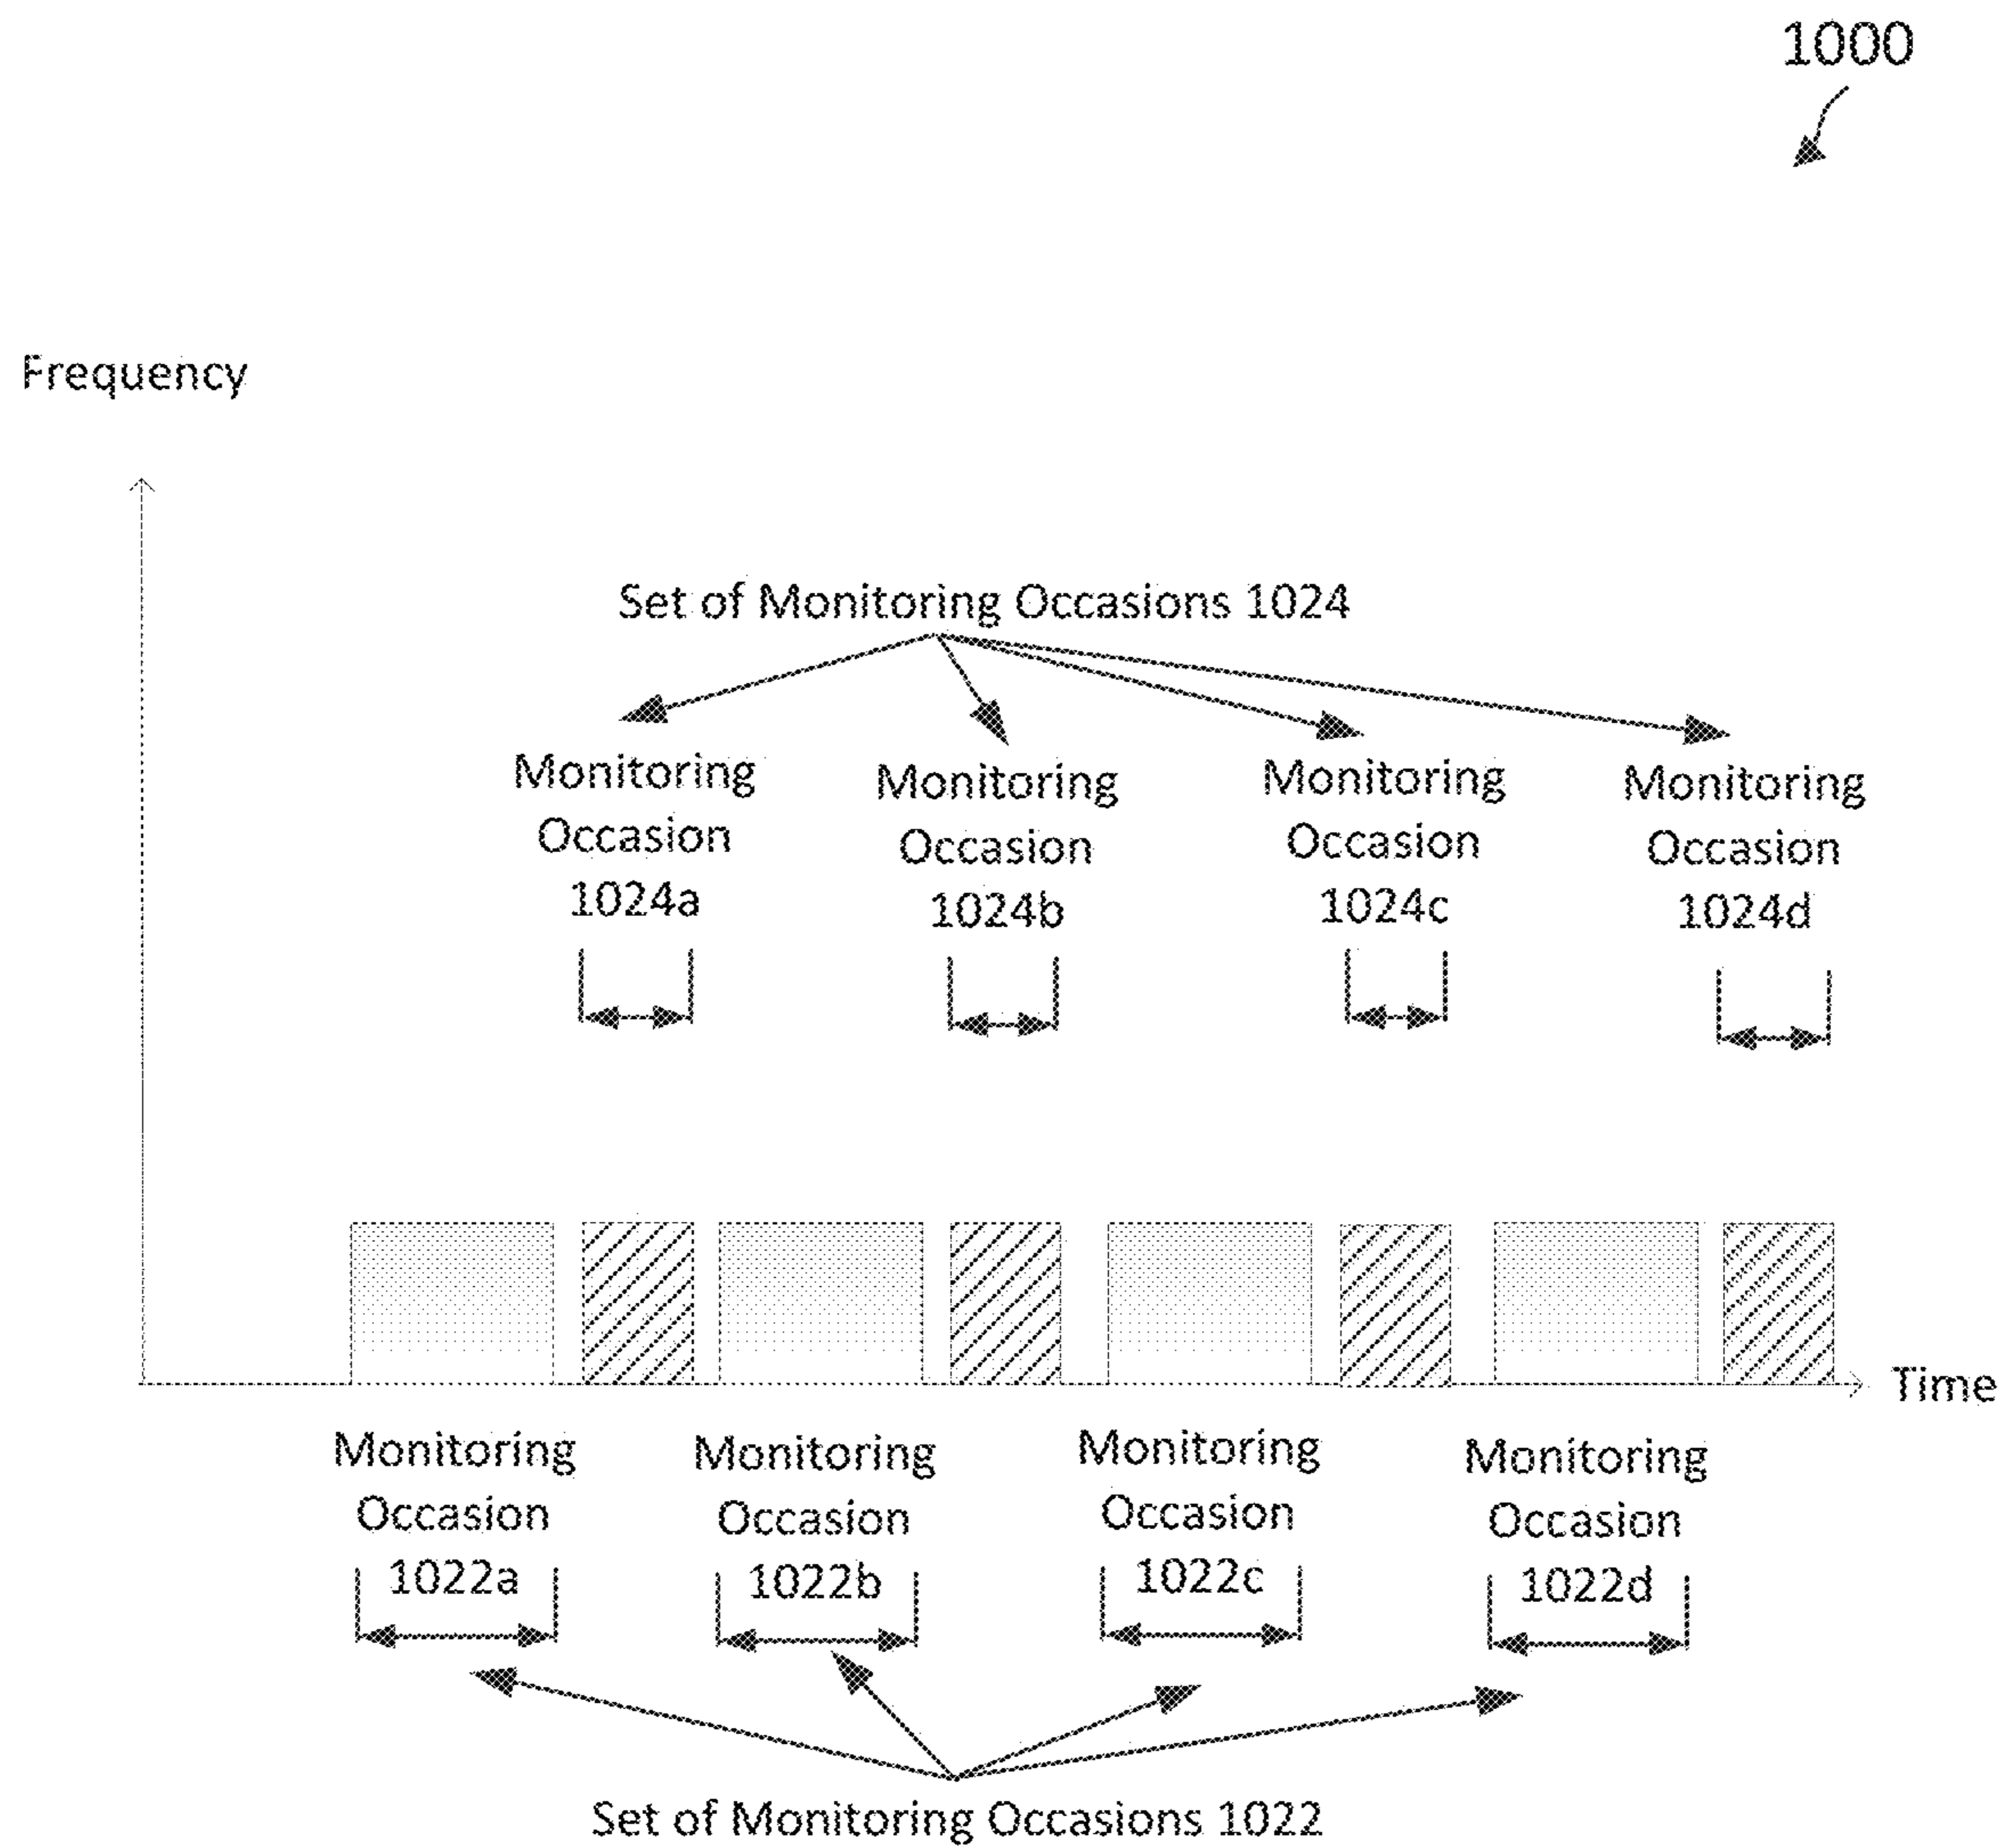 1000
Frequency
Set of Monitoring Occasions 1024
Monitoring
Occasion
1024a
Monitoring
Occasion
1024b
Monitoring
Occasion
1024c
Monitoring
Occasion
1024d
Time
Monitoring
Occasion
1022a
Monitoring
Occasion
1022b
Monitoring
Occasion
1022c
Monitoring
Occasion
1022d
Set of Monitoring Occasions 1022